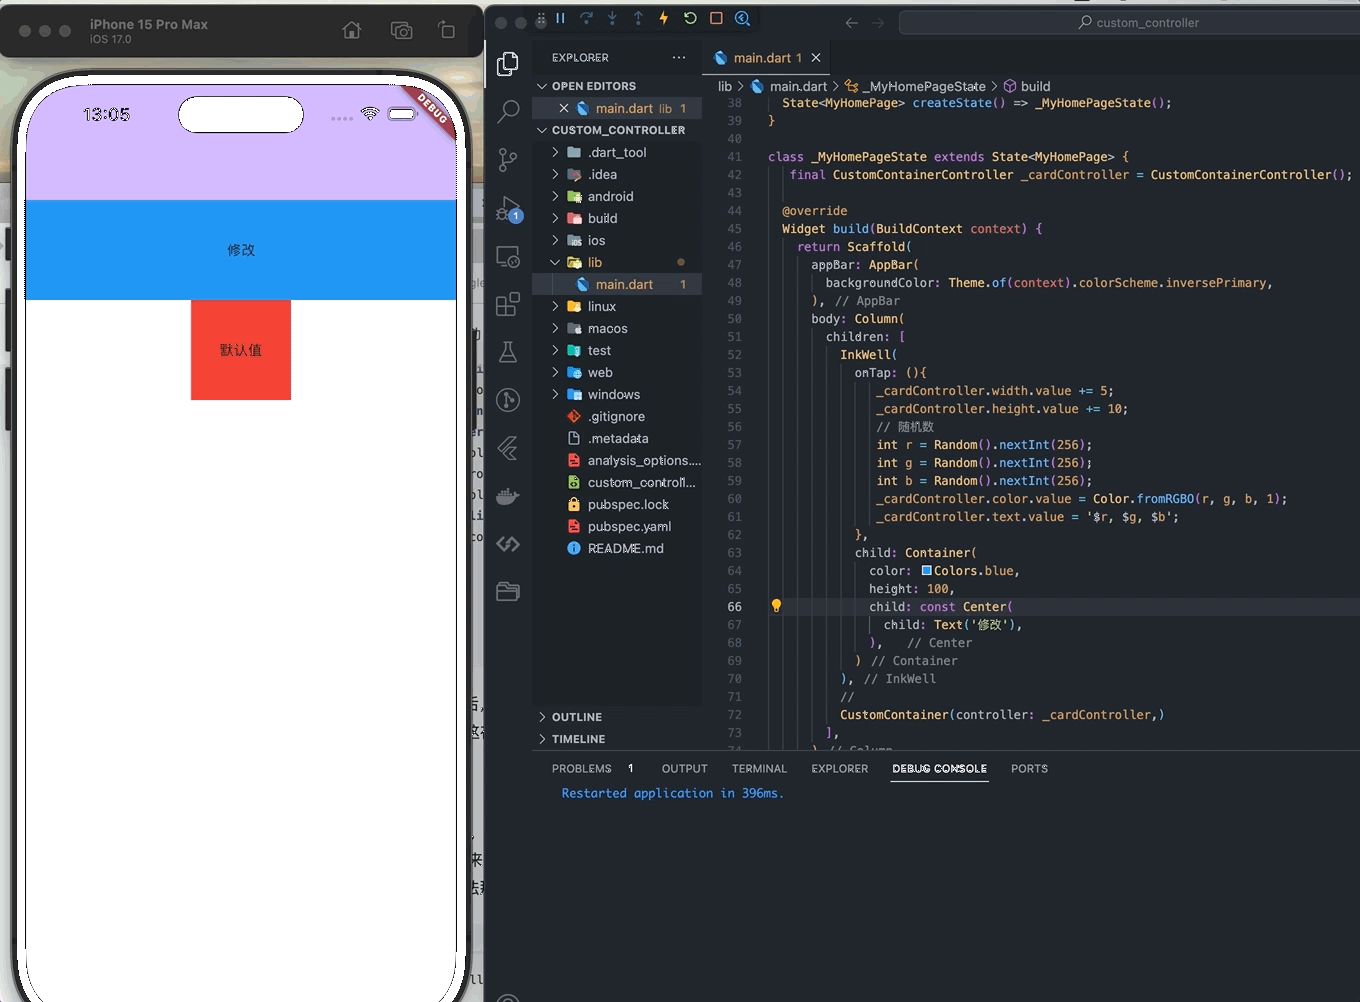 iPhone 15 Pro Max
iOS 17.0
13:05
DEBUG
修改
默认值
custom_controller
EXPLORER
OPEN EDITORS
main.dart lib 1
CUSTOM_CONTROLLER
.dart_tool
.idea
android
build
ios
lib
main.dart 1
linux
macos
test
web
windows
.gitignore
.metadata
analysis_options....
custom_controll...
pubspec.lock
pubspec.yaml
README.md
OUTLINE
TIMELINE
1
main.dart 1
lib > main.dart > _MyHomePageState > build
38 State<MyHomePage> createState() => _MyHomePageState();
39 }
40
41 class _MyHomePageState extends State<MyHomePage> {
42 final CustomContainerController _cardController = CustomContainerController();
43
44 @override
45 Widget build(BuildContext context) {
46 return Scaffold(
47 appBar: AppBar(
48 backgroundColor: Theme.of(context).colorScheme.inversePrimary,
49 ), // AppBar
50 body: Column(
51 children: [
52 InkWell(
53 onTap: (){
54 _cardController.width.value += 5;
55 _cardController.height.value += 10;
56 // 随机数
57 int r = Random().nextInt(256);
58 int g = Random().nextInt(256);
59 int b = Random().nextInt(256);
60 _cardController.color.value = Color.fromRGBO(r, g, b, 1);
61 _cardController.text.value = '$r, $g, $b';
62 },
63 child: Container(
64 color: Colors.blue,
65 height: 100,
66 child: const Center(
67 child: Text('修改'),
68 ), // Center
69 ) // Container
70 ), // InkWell
71 //
72 CustomContainer(controller: _cardController,)
73 ],
74 ) // Column
PROBLEMS 1 OUTPUT TERMINAL EXPLORER DEBUG CONSOLE PORTS
Restarted application in 396ms.